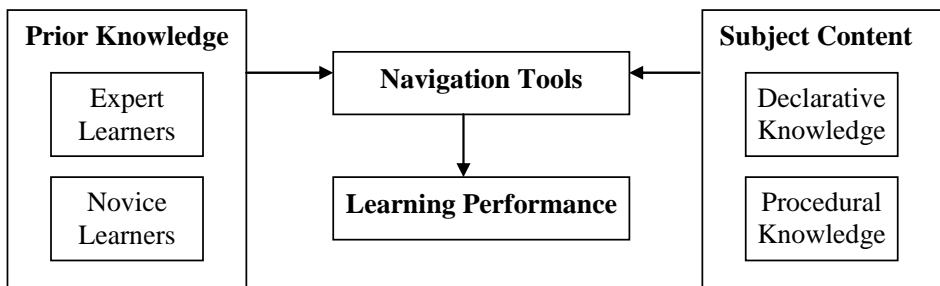 Prior Knowledge
Expert
Learners
Novice
Learners
Navigation Tools
Learning Performance
Subject Content
Declarative
Knowledge
Procedural
Knowledge